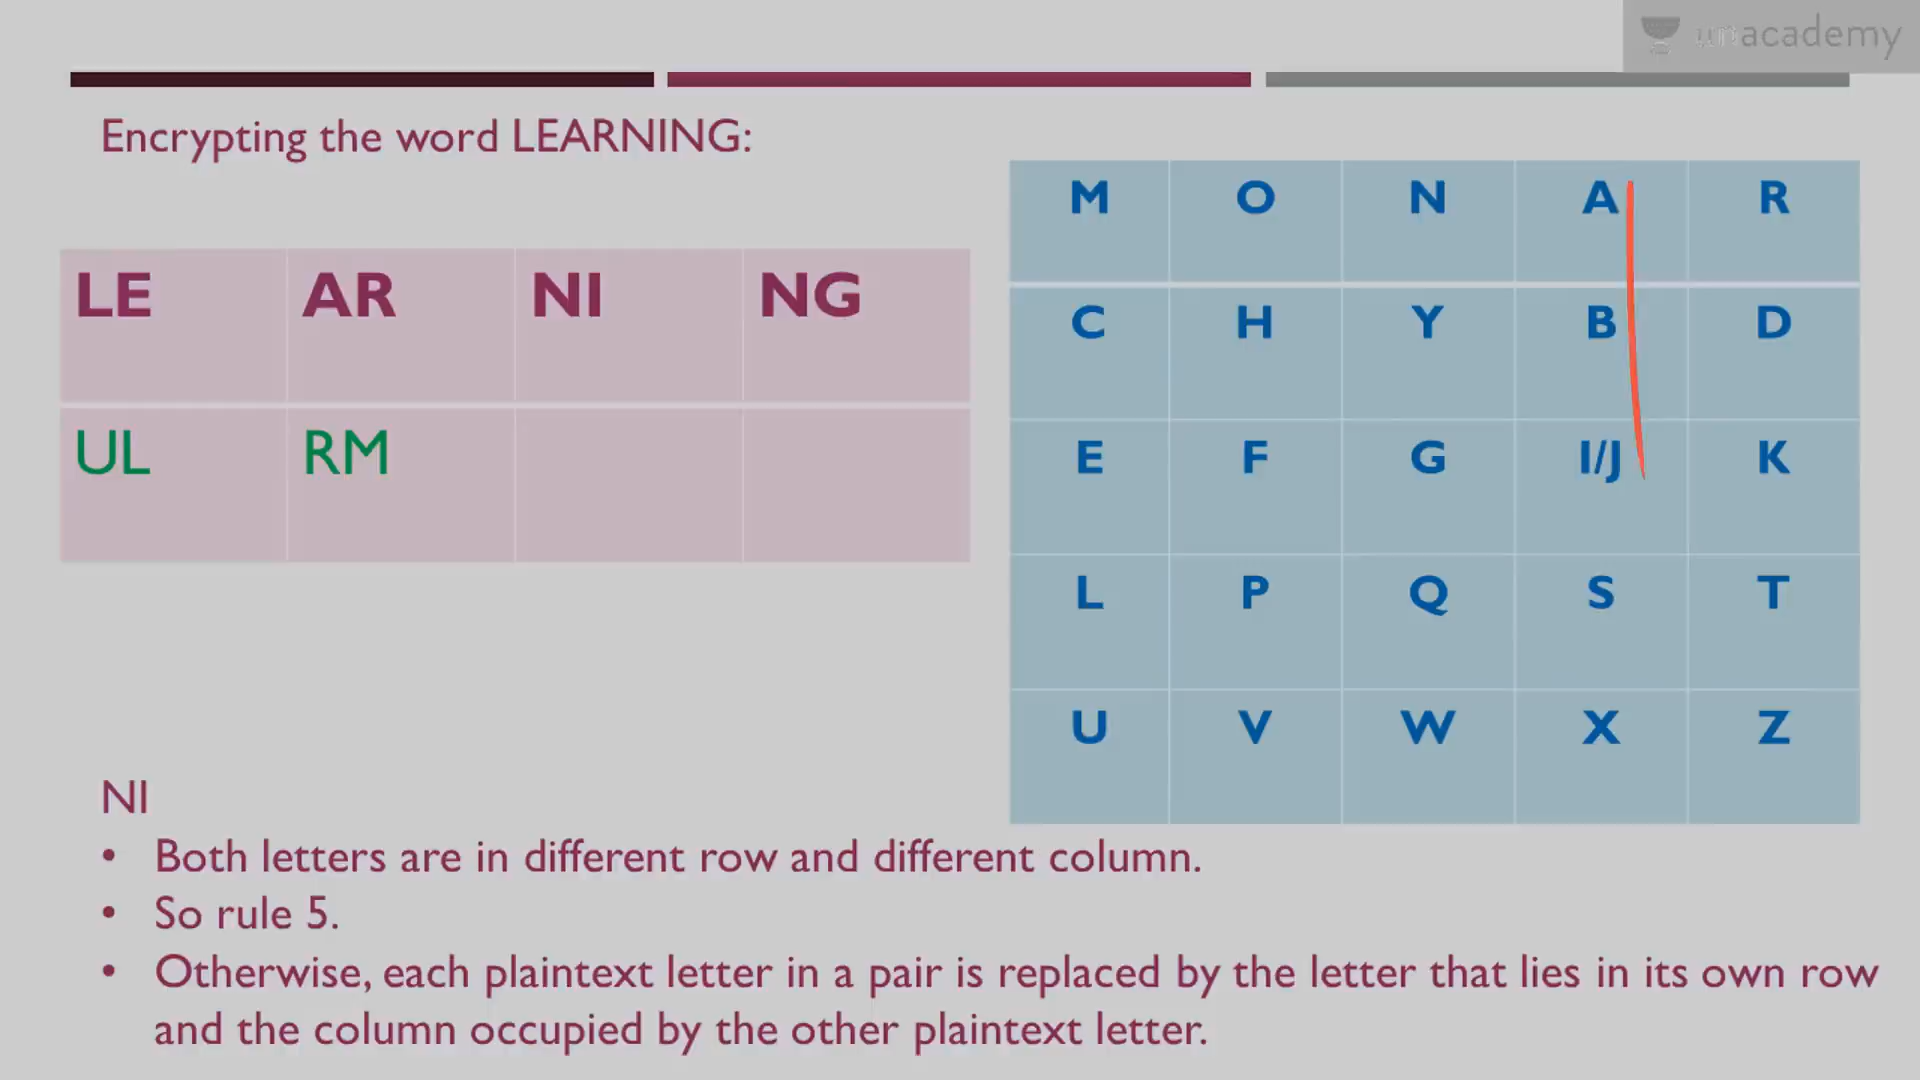 unacademy
Encrypting the word LEARNING:
LE AR NI NG
UL RM
M O N A R
C H Y B D
E F G I/J K
L P Q S T
U V W X Z
NI
• Both letters are in different row and different column.
• So rule 5.
• Otherwise, each plaintext letter in a pair is replaced by the letter that lies in its own row
and the column occupied by the other plaintext letter.